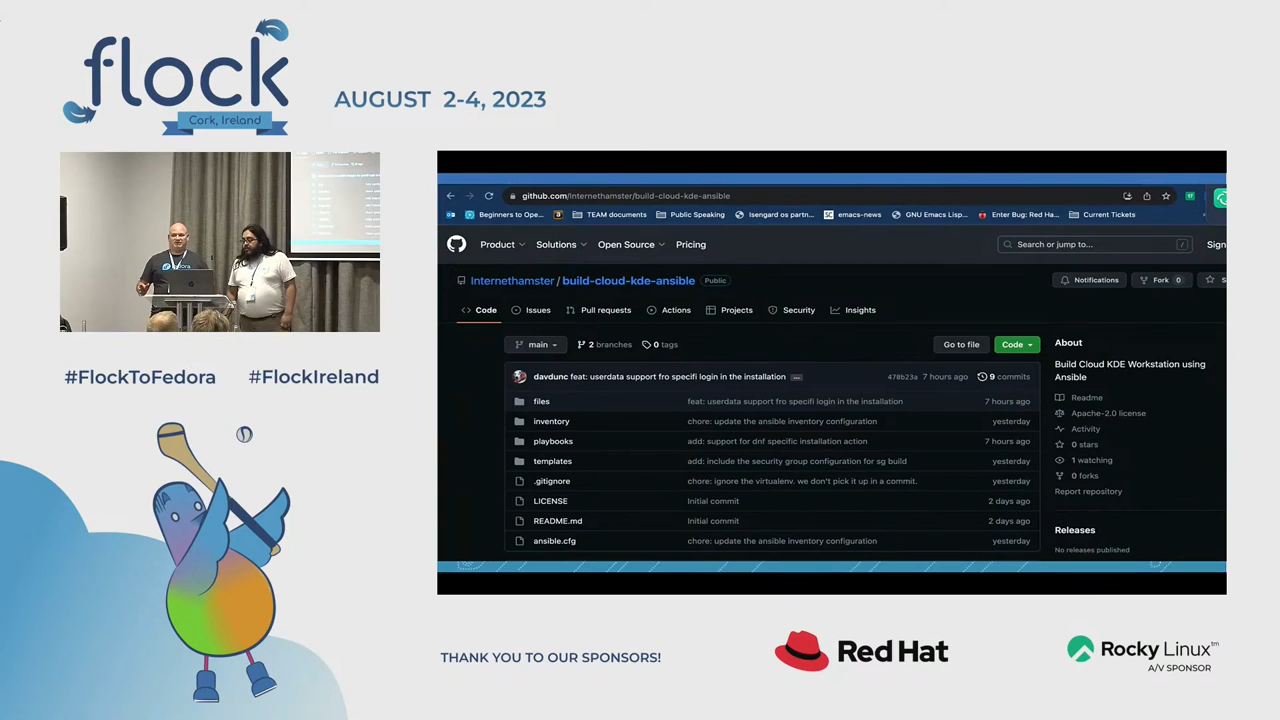 flock
Cork, Ireland
AUGUST 2-4, 2023
#FlockToFedora #FlockIreland
github.com/Internethamster/build-cloud-kde-ansible
Beginners to Ope... TEAM documents Public Speaking Isengard os partn... emacs-news GNU Emacs Lisp... Enter Bug: Red Ha... Current Tickets
Product Solutions Open Source Pricing Search or jump to... / Sign
Internethamster / build-cloud-kde-ansible Public Notifications Fork 0 S
Code Issues Pull requests Actions Projects Security Insights
main 2 branches 0 tags Go to file Code
davdunc feat: userdata support fro specifi login in the installation ... 470b23a 7 hours ago 9 commits
files feat: userdata support fro specifi login in the installation 7 hours ago
inventory chore: update the ansible inventory configuration yesterday
playbooks add: support for dnf specific installation action 7 hours ago
templates add: include the security group configuration for sg build yesterday
.gitignore chore: ignore the virtualenv. we don't pick it up in a commit. yesterday
LICENSE Initial commit 2 days ago
README.md Initial commit 2 days ago
ansible.cfg chore: update the ansible inventory configuration yesterday
About
Build Cloud KDE Workstation using
Ansible
Readme
Apache-2.0 license
Activity
0 stars
1 watching
0 forks
Report repository
Releases
No releases published
THANK YOU TO OUR SPONSORS!
Red Hat
Rocky Linux™
A/V SPONSOR